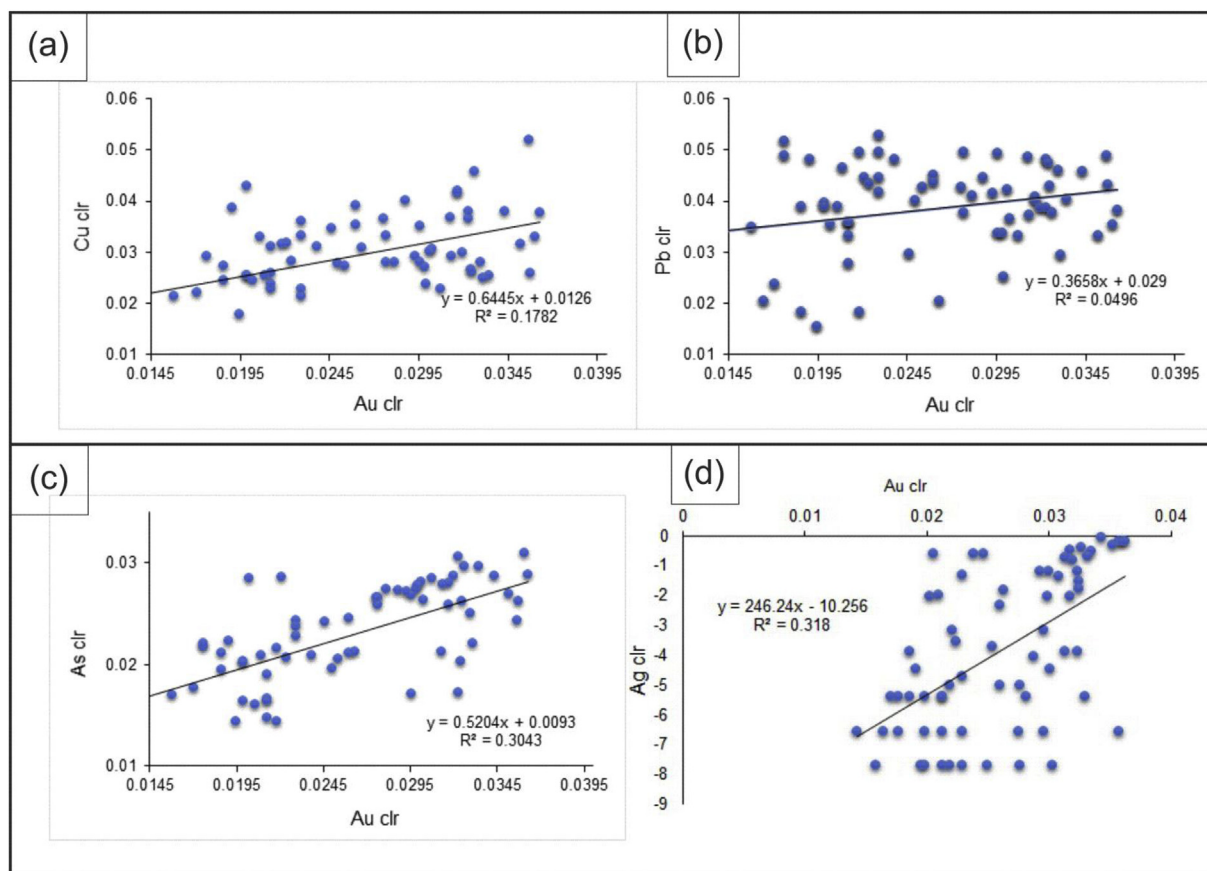 (a)
Cu clr
0.06
0.05
0.04
0.03
0.02
0.01
y = 0.6445x + 0.0126
R² = 0.1782
0.0145 0.0195 0.0245 0.0295 0.0345 0.0395
Au clr
(b)
Pb clr
0.06
0.05
0.04
0.03
0.02
0.01
y = 0.3658x + 0.029
R² = 0.0496
0.0145 0.0195 0.0245 0.0295 0.0345 0.0395
Au clr
(c)
As clr
0.03
0.02
0.01
y = 0.5204x + 0.0093
R² = 0.3043
0.0145 0.0195 0.0245 0.0295 0.0345 0.0395
Au clr
(d)
Au clr
0 0.01 0.02 0.03 0.04
Ag clr
0
-1
-2
-3
-4
-5
-6
-7
-8
-9
y = 246.24x - 10.256
R² = 0.318